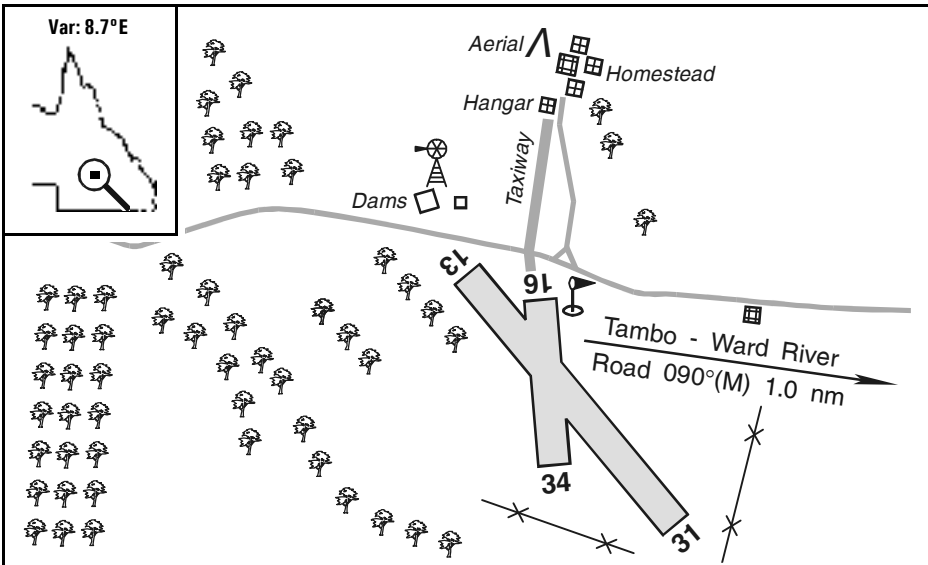 Var: 8.7°E
Aerial
Homestead
Hangar
Taxiway
Dams
13
16
Tambo - Ward River
Road 090°(M) 1.0 nm
34
31